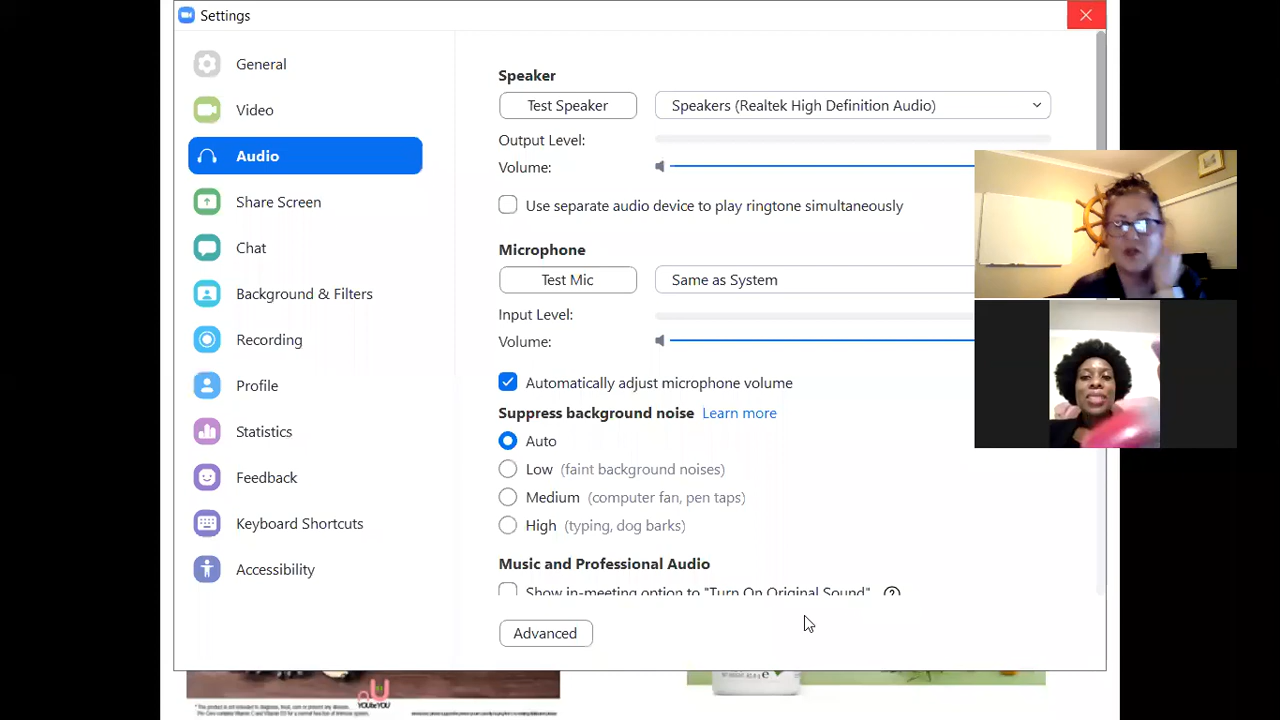 Settings
General
Video
Audio
Share Screen
Chat
Background & Filters
Recording
Profile
Statistics
Feedback
Keyboard Shortcuts
Accessibility
Speaker
Test Speaker
Speakers (Realtek High Definition Audio)
Output Level:
Volume:
Use separate audio device to play ringtone simultaneously
Microphone
Test Mic
Same as System
Input Level:
Volume:
Automatically adjust microphone volume
Suppress background noise Learn more
Auto
Low (faint background noises)
Medium (computer fan, pen taps)
High (typing, dog barks)
Music and Professional Audio
Show in-meeting option to "Turn On Original Sound" ?
Advanced
YOUbeYOU